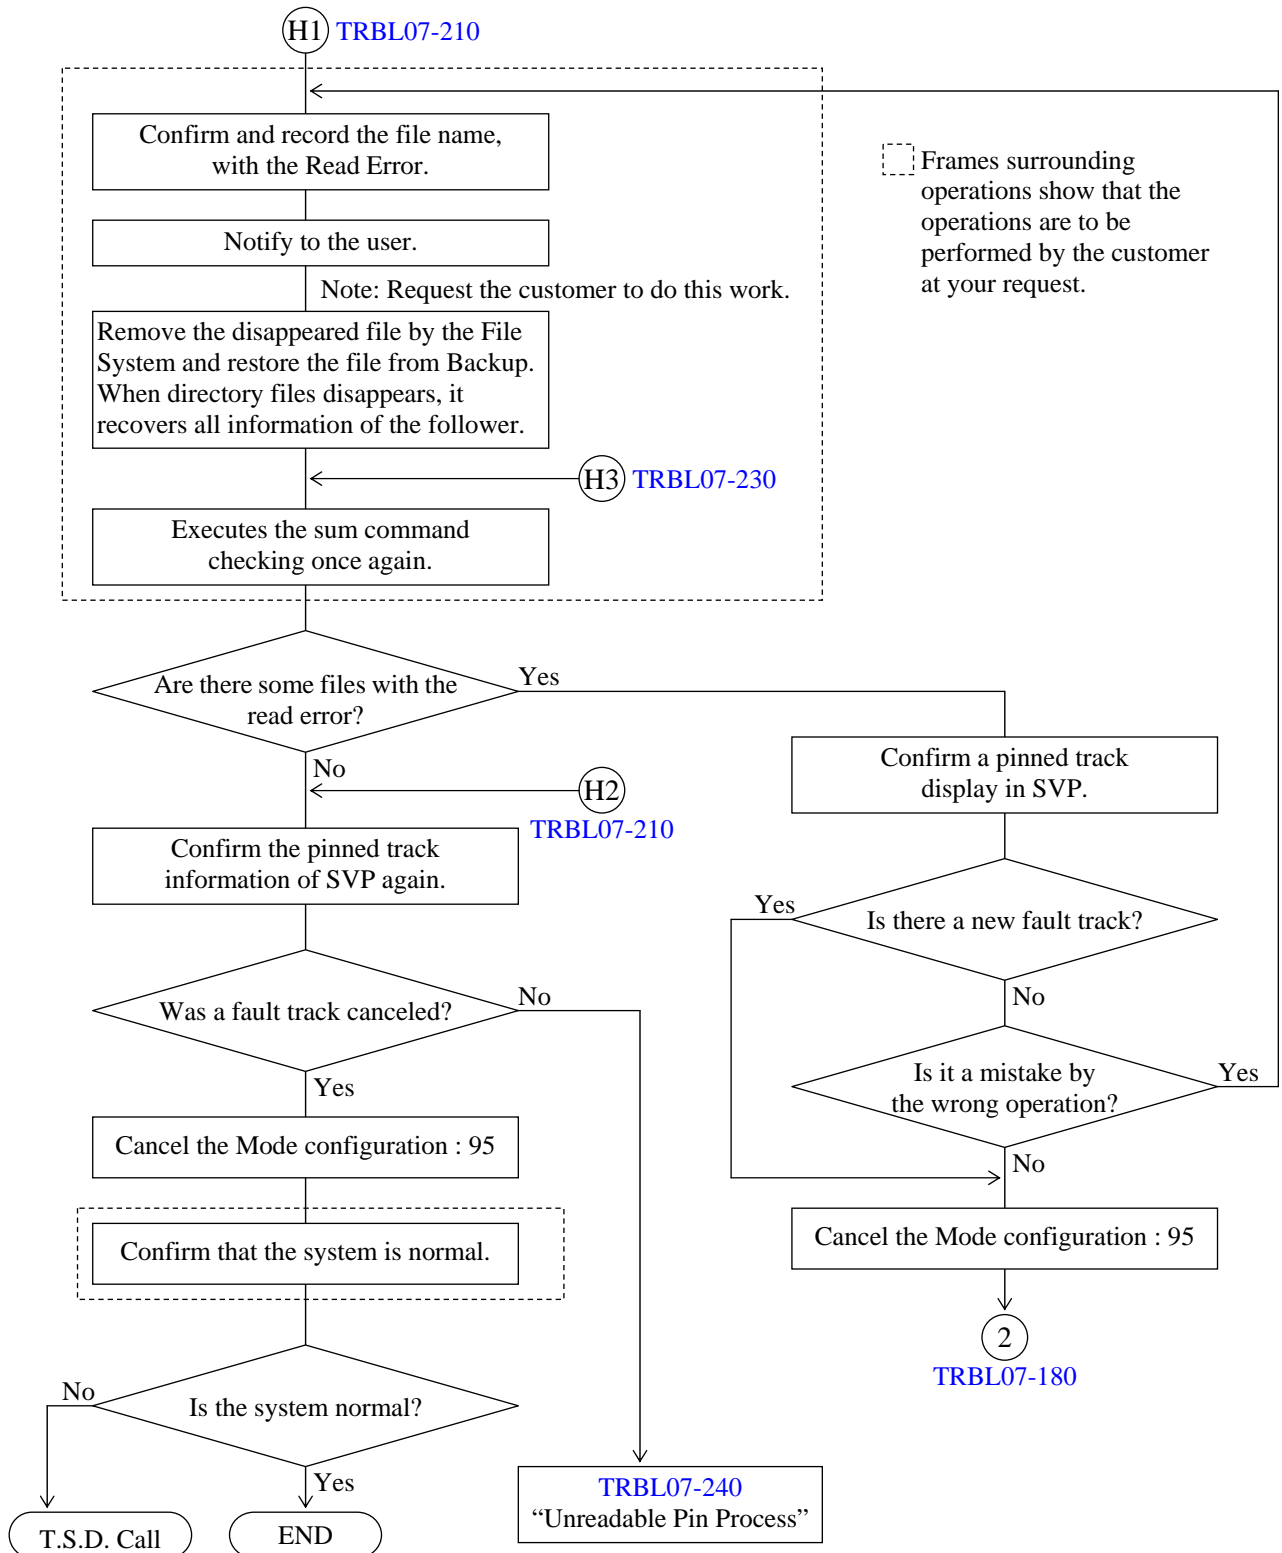 H1 TRBL07-210
Confirm and record the file name,
with the Read Error.
Notify to the user.
Note: Request the customer to do this work.
Remove the disappeared file by the File
System and restore the file from Backup.
When directory files disappears, it
recovers all information of the follower.
H3 TRBL07-230
Executes the sum command
checking once again.
Frames surrounding
operations show that the
operations are to be
performed by the customer
at your request.
Are there some files with the
read error?
Yes
No
H2
TRBL07-210
Confirm the pinned track
information of SVP again.
Was a fault track canceled?
No
Yes
Cancel the Mode configuration : 95
Confirm that the system is normal.
Is the system normal?
No
Yes
T.S.D. Call
END
TRBL07-240
“Unreadable Pin Process”
Confirm a pinned track
display in SVP.
Is there a new fault track?
Yes
No
Is it a mistake by
the wrong operation?
Yes
No
Cancel the Mode configuration : 95
2
TRBL07-180